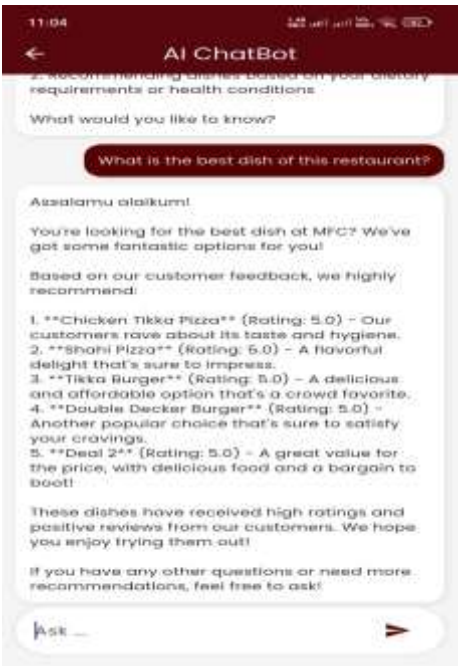 11:04
AI ChatBot
2. Recommending dishes based on your dietary
requirements or health conditions
What would you like to know?
What is the best dish of this restaurant?
Assalamu alaikum!
You're looking for the best dish at MFC? We've
got some fantastic options for you!
Based on our customer feedback, we highly
recommend:
1. **Chicken Tikka Pizza** (Rating: 5.0) - Our
customers rave about its taste and hygiene.
2. **Shahi Pizza** (Rating: 5.0) - A flavorful
delight that's sure to impress.
3. **Tikka Burger** (Rating: 5.0) - A delicious
and affordable option that's a crowd favorite.
4. **Double Decker Burger** (Rating: 5.0) -
Another popular choice that's sure to satisfy
your cravings.
5. **Deal 2** (Rating: 5.0) - A great value for
the price, with delicious food and a bargain to
boot!
These dishes have received high ratings and
positive reviews from our customers. We hope
you enjoy trying them out!
If you have any other questions or need more
recommendations, feel free to ask!
Ask ...